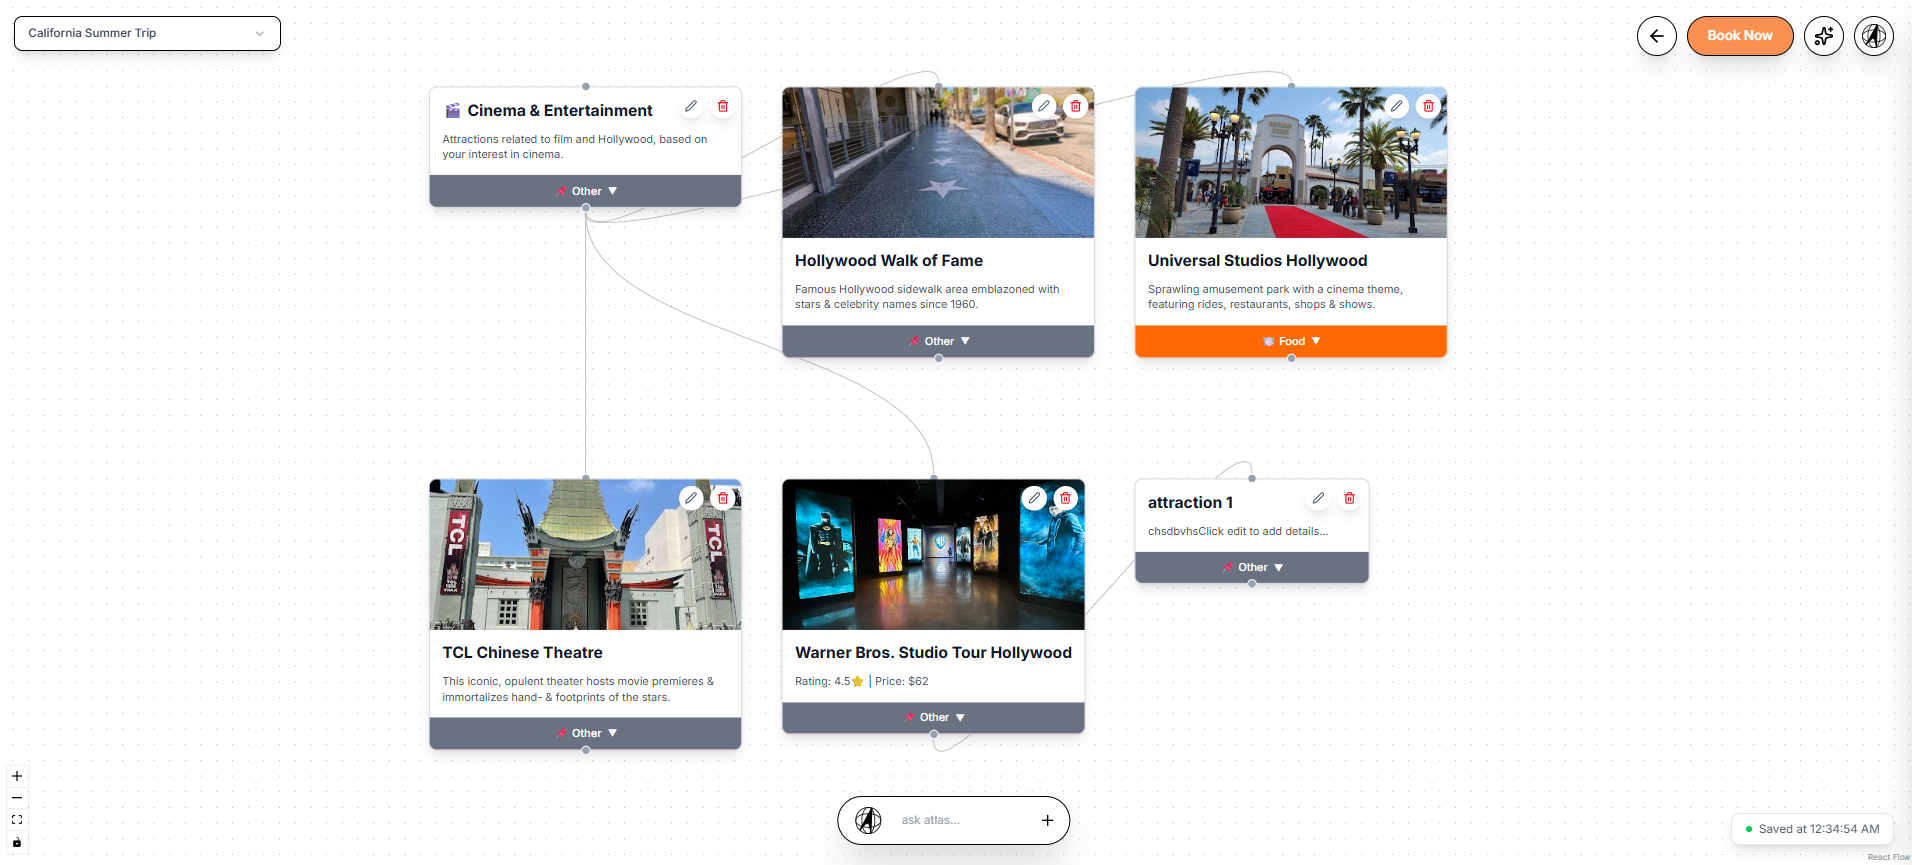 California Summer Trip
Book Now
Cinema & Entertainment
Attractions related to film and Hollywood, based on
your interest in cinema.
Other ▼
Hollywood Walk of Fame
Famous Hollywood sidewalk area emblazoned with
stars & celebrity names since 1960.
Other ▼
Universal Studios Hollywood
Sprawling amusement park with a cinema theme,
featuring rides, restaurants, shops & shows.
Food ▼
TCL
TCL
TCL Chinese Theatre
This iconic, opulent theater hosts movie premieres &
immortalizes hand- & footprints of the stars.
Other ▼
Warner Bros. Studio Tour Hollywood
Rating: 4.5⭐ | Price: $62
Other ▼
attraction 1
chsdbvhsClick edit to add details...
Other ▼
ask atlas...
Saved at 12:34:54 AM
React Flow